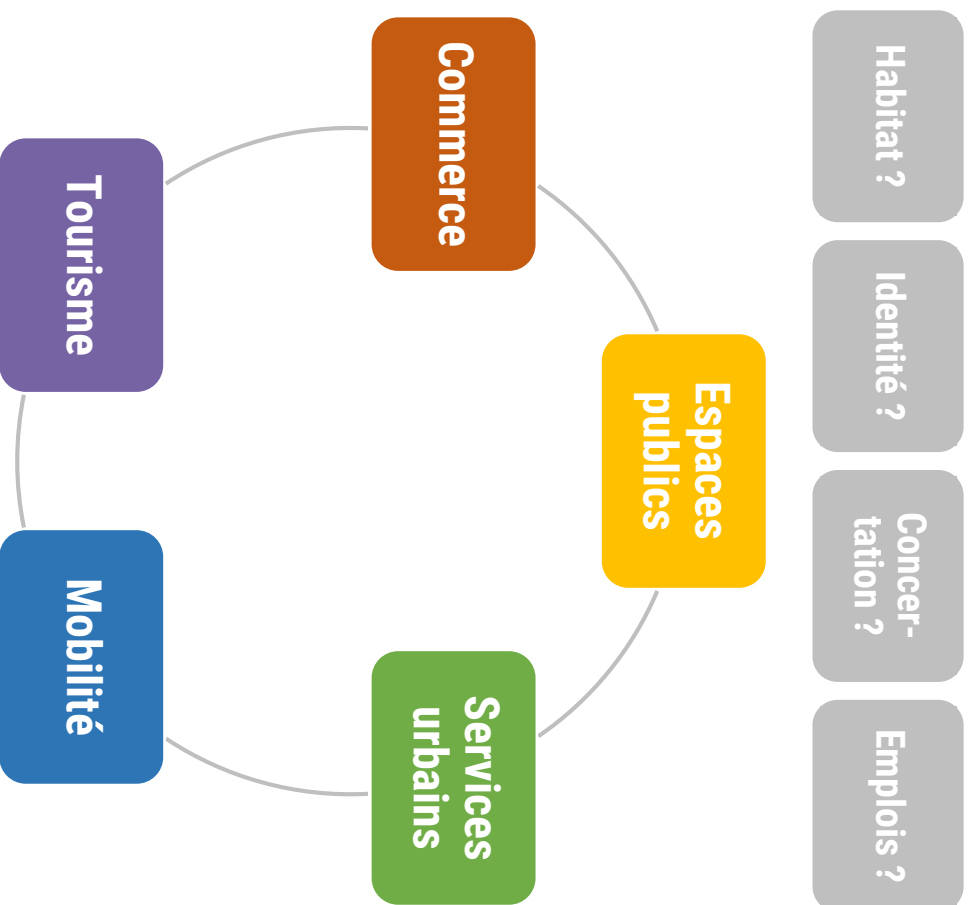 Habitat ?
Identité ?
Concer-
tation ?
Emplois ?
Espaces
publics
Services
urbains
Mobilité
Tourisme
Commerce